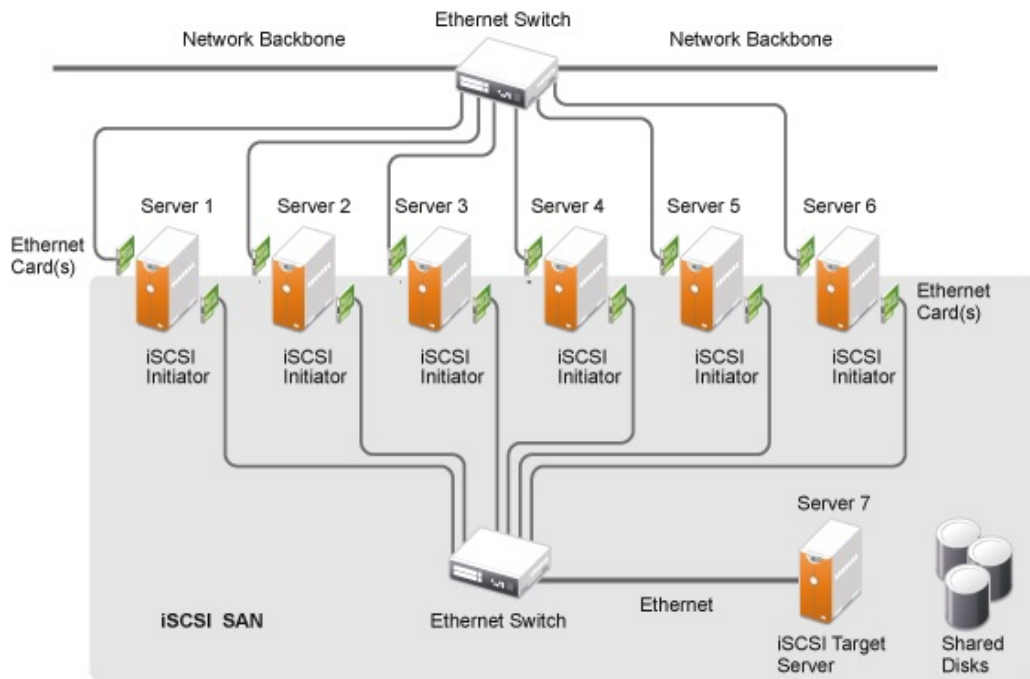 Ethernet Switch
Network Backbone
Network Backbone
Server 1
Server 2
Server 3
Server 4
Server 5
Server 6
Ethernet
Card(s)
Ethernet
Card(s)
iSCSI
Initiator
iSCSI
Initiator
iSCSI
Initiator
iSCSI
Initiator
iSCSI
Initiator
iSCSI
Initiator
Server 7
Ethernet
iSCSI SAN
Ethernet Switch
iSCSI Target
Server
Shared
Disks